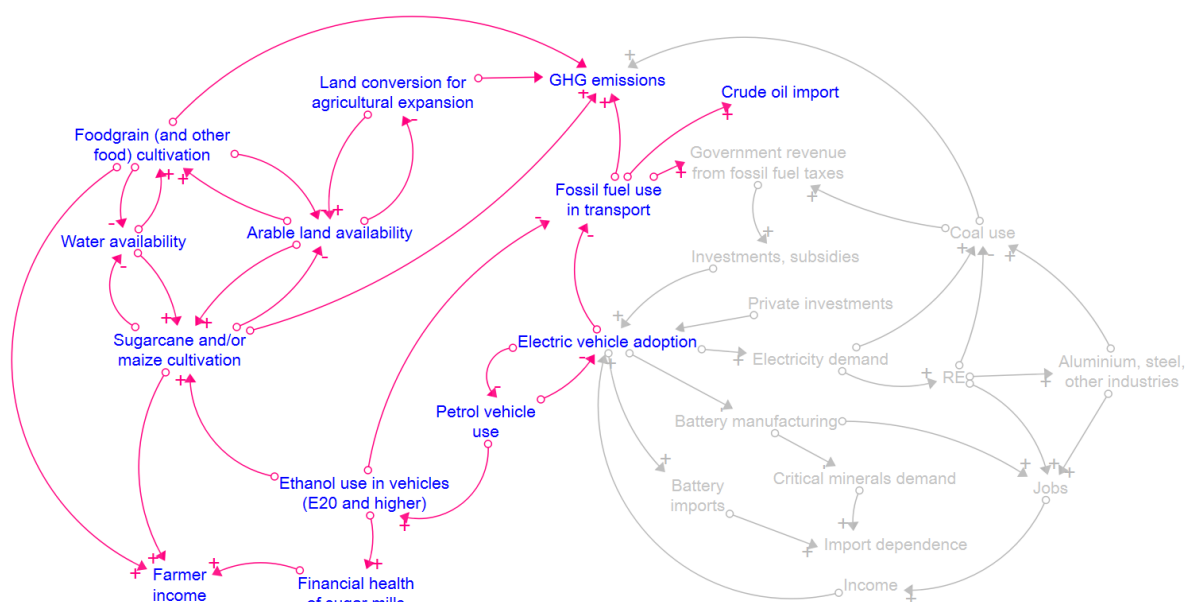 GHG emissions
Land conversion for
agricultural expansion
Crude oil import
Foodgrain (and other
food) cultivation
Government revenue
from fossil fuel taxes
Fossil fuel use
in transport
Water availability
Arable land availability
Coal use
Investments, subsidies
Private investments
Sugarcane and/or
maize cultivation
Electric vehicle adoption
Electricity demand
RE
Aluminium, steel,
other industries
Petrol vehicle
use
Battery manufacturing
Ethanol use in vehicles
(E20 and higher)
Battery
imports
Critical minerals demand
Jobs
Import dependence
Farmer
income
Financial health
of sugar mills
Income